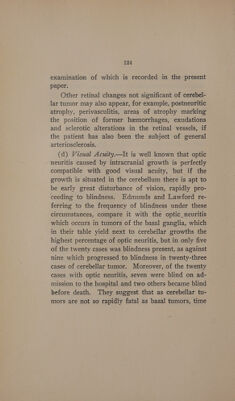 124
examination of which is recorded in the present
paper.
Other retinal changes not significant of cerebel-
lar tumor may also appear, for example, postneuritic
atrophy, perivasculitis, areas of atrophy marking
the position of former hæmorrhages, exudations
and sclerotic alterations in the retinal vessels, if
the patient has also been the subject of general
arteriosclerosis.
(d) Visual Acuity.—It is well known that optic
neuritis caused by intracranial growth is perfectly
compatible with good visual acuity, but if the
growth is situated in the cerebellum there is apt to
be early great disturbance of vision, rapidly pro-
ceeding to blindness. Edmunds and Lawford re-
ferring to the frequency of blindness under these
circumstances, compare it with the optic neuritis
which occurs in tumors of the basal ganglia, which
in their table yield next to cerebellar growths the
highest percentage of optic neuritis, but in only five
of the twenty cases was blindness present, as against
nine which progressed to blindness in twenty-three
cases of cerebellar tumor. Moreover, of the twenty
cases with optic neuritis, seven were blind on ad-
mission to the hospital and two others became blind
before death. They suggest that as cerebellar tu-
mors are not so rapidly fatal as basal tumors, time